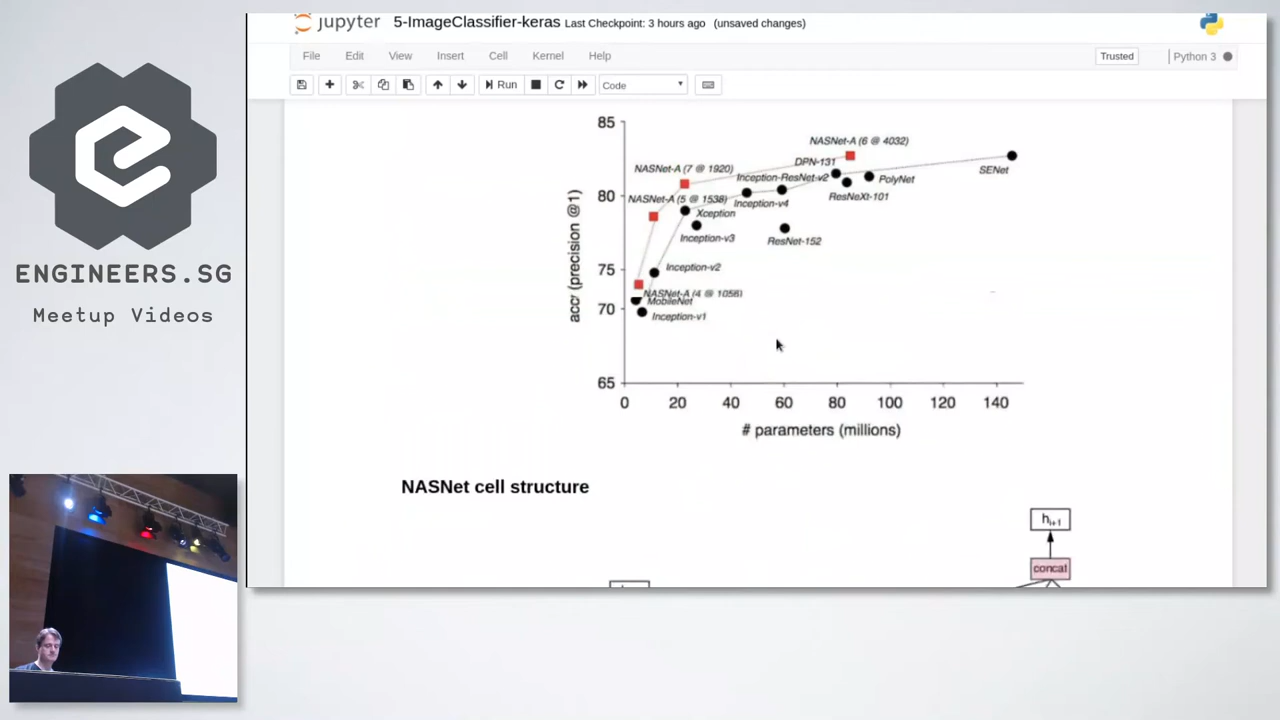 ENGINEERS.SG
Meetup Videos
jupyter 5-ImageClassifier-keras Last Checkpoint: 3 hours ago (unsaved changes)
File Edit View Insert Cell Kernel Help Trusted Python 3
Run Code
85
80
75
70
65
(precision @1)
NASNet-A (6 @ 4032)
NASNet-A (7 @ 1920)
DPN-131
Inception-ResNet-v2
PolyNet
SENet
NASNet-A (5 @ 1538)
Inception-v4
ResNeXt-101
Xception
Inception-v3
ResNet-152
Inception-v2
NASNet-A (4 @ 1056)
MobileNet
Inception-v1
0 20 40 60 80 100 120 140
# parameters (millions)
NASNet cell structure
hi+1
concat